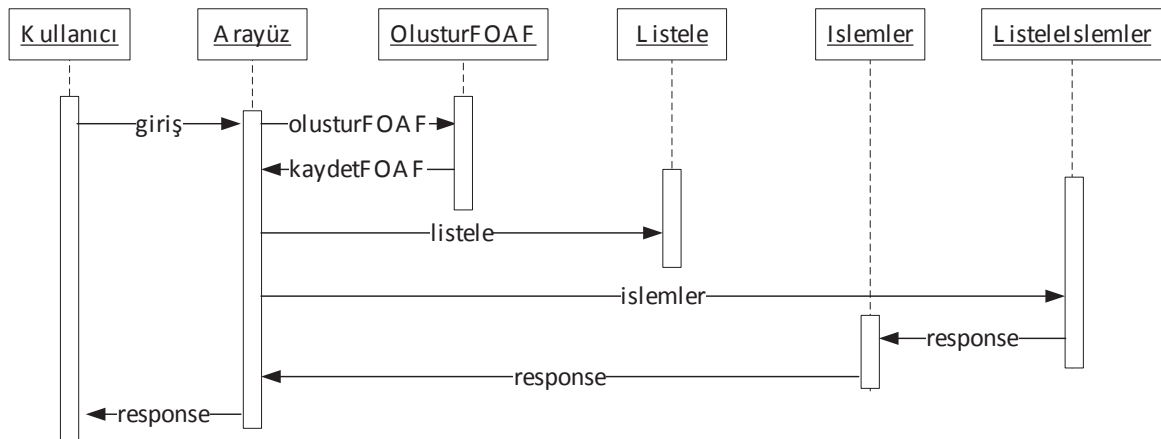 Kullanıcı
Arayüz
OlusturFOAF
Listele
Islemler
ListeleIslemler
giriş
olusturFOAF
kaydetFOAF
listele
islemler
response
response
response